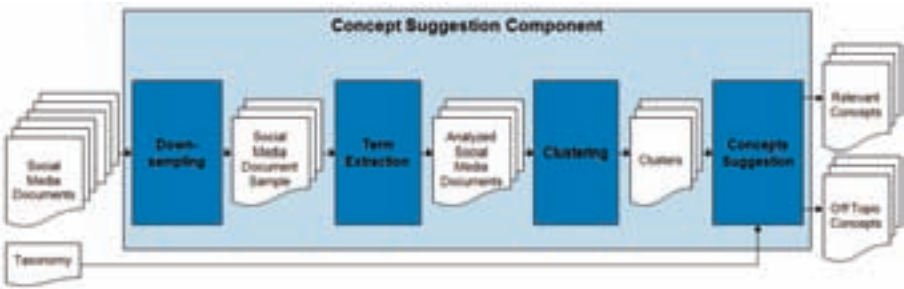 Concept Suggestion Component
Social
Media
Documents
Down-
sampling
Social
Media
Document
Sample
Term
Extraction
Analyzed
Social
Media
Documents
Clustering
Clusters
Concepts
Suggestion
Relevant
Concepts
Off Topic
Concepts
Taxonomy